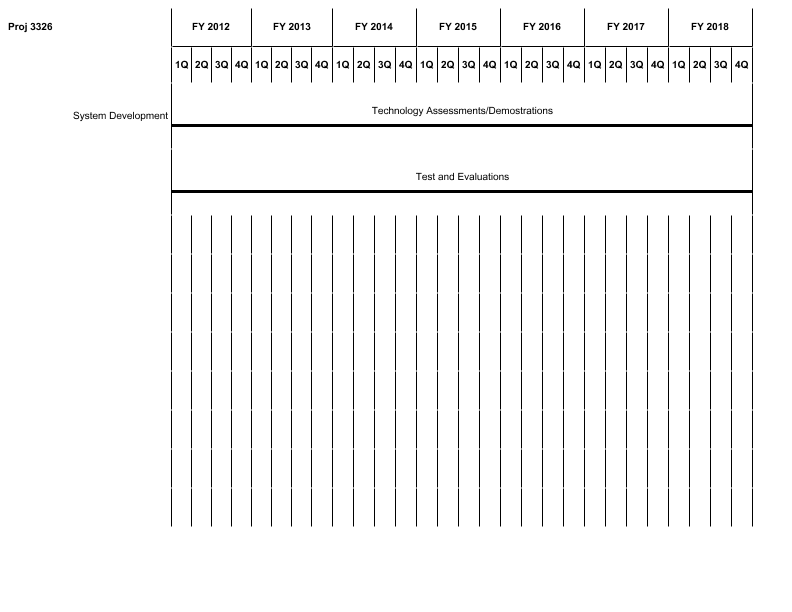 Proj 3326 FY 2012 FY 2013 FY 2014 FY 2015 FY 2016 FY 2017 FY 2018
1Q 2Q 3Q 4Q 1Q 2Q 3Q 4Q 1Q 2Q 3Q 4Q 1Q 2Q 3Q 4Q 1Q 2Q 3Q 4Q 1Q 2Q 3Q 4Q 1Q 2Q 3Q 4Q
Technology Assessments/Demostrations
System Development
Test and Evaluations